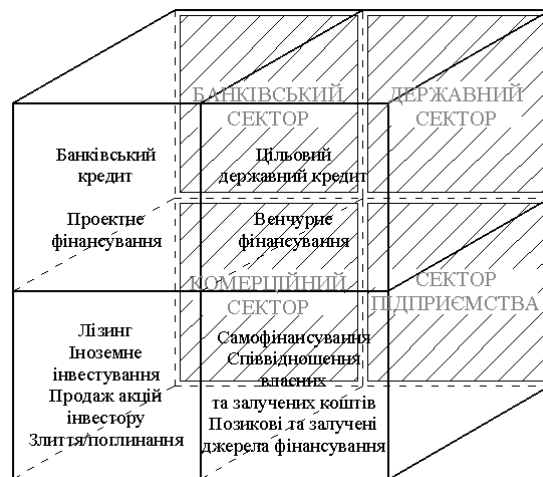 БАНКІВСЬКИЙ
СЕКТОР
ДЕРЖАВНИЙ
СЕКТОР
Банківський
кредит
Проектне
фінансування
Цільовий
державний кредит
Венчурне
фінансування
КОМЕРЦІЙНИЙ
СЕКТОР
СЕКТОР
ПІДПРИЄМСТВА
Лізинг
Іноземне
інвестування
Продаж акцій
інвестору
Злиття/поглинання
Самофінансування
Співвідношення
власних
та залучених коштів
Позикові та залучені
джерела фінансування